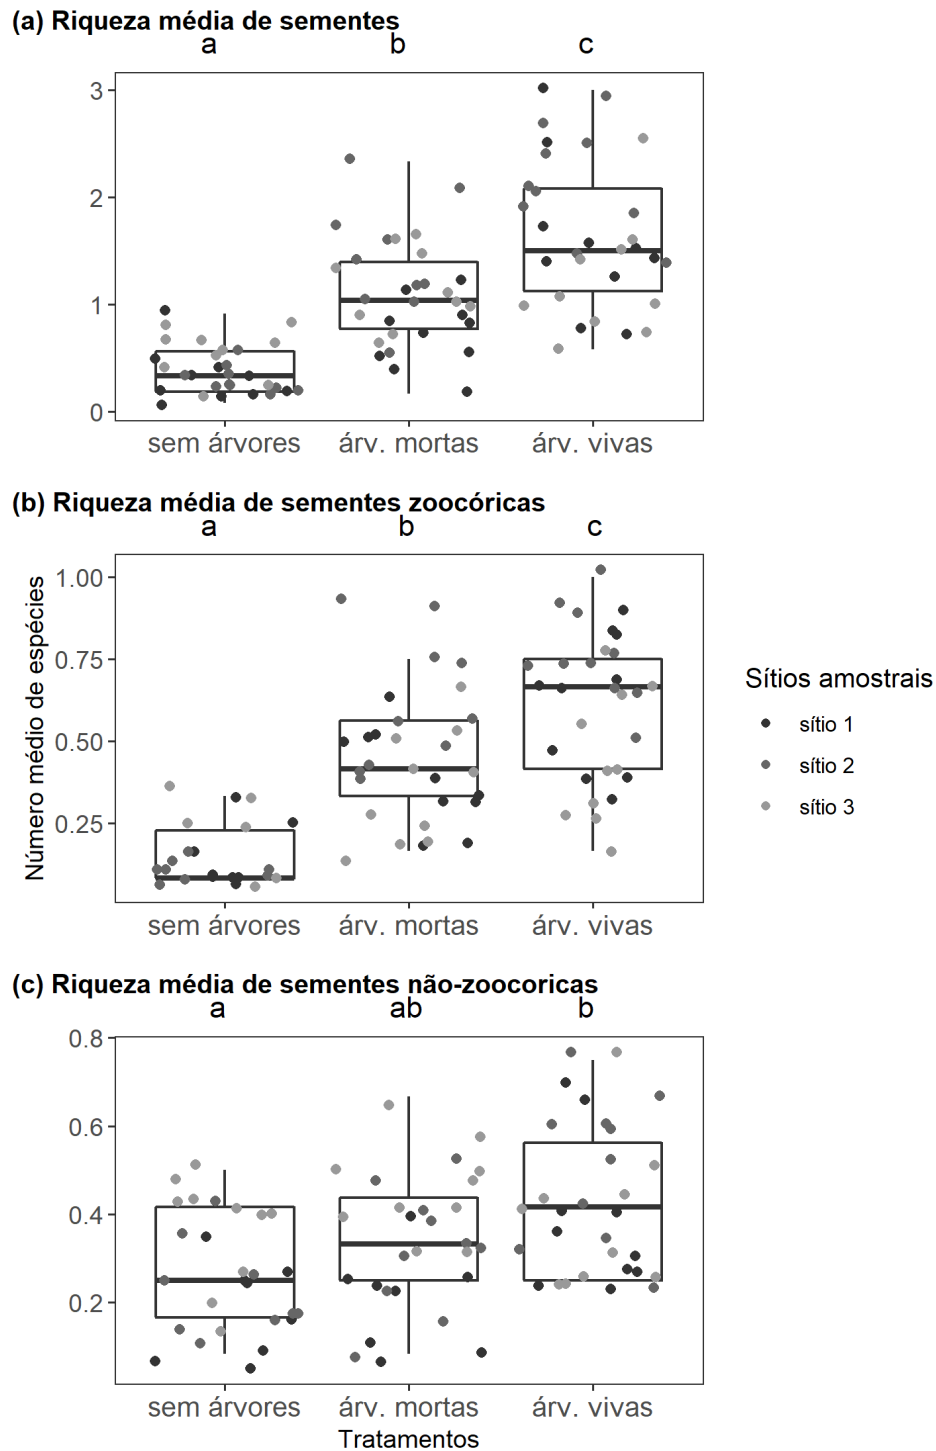 (a) Riqueza média de sementes
a b c
3
2
1
0
sem árvores árv. mortas árv. vivas
(b) Riqueza média de sementes zoocóricas
a b c
Número médio de espécies
1.00
0.75
0.50
0.25
sem árvores árv. mortas árv. vivas
Sítios amostrais
sítio 1
sítio 2
sítio 3
(c) Riqueza média de sementes não-zoocoricas
a ab b
0.8
0.6
0.4
0.2
sem árvores árv. mortas árv. vivas
Tratamentos